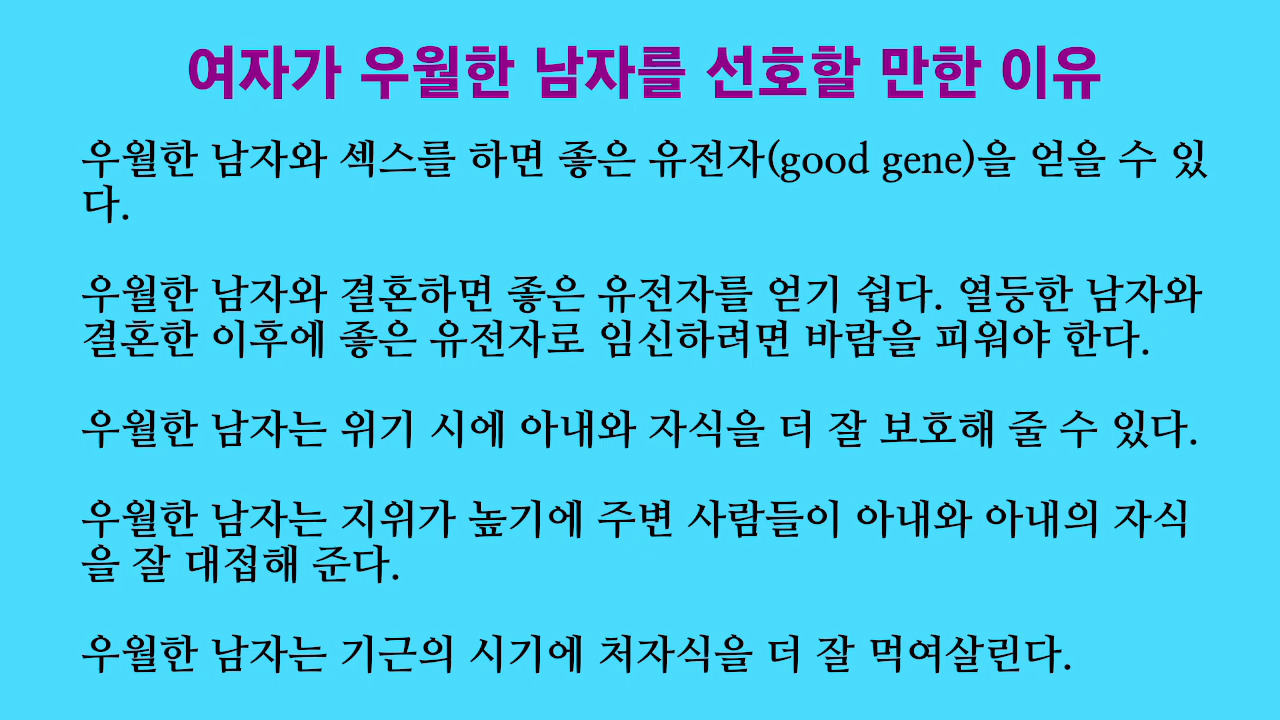 여자가 우월한 남자를 선호할 만한 이유
우월한 남자와 섹스를 하면 좋은 유전자(good gene)을 얻을 수 있
다.
우월한 남자와 결혼하면 좋은 유전자를 얻기 쉽다. 열등한 남자와
결혼한 이후에 좋은 유전자로 임신하려면 바람을 피워야 한다.
우월한 남자는 위기 시에 아내와 자식을 더 잘 보호해 줄 수 있다.
우월한 남자는 지위가 높기에 주변 사람들이 아내와 아내의 자식
을 잘 대접해 준다.
우월한 남자는 기근의 시기에 처자식을 더 잘 먹여살린다.